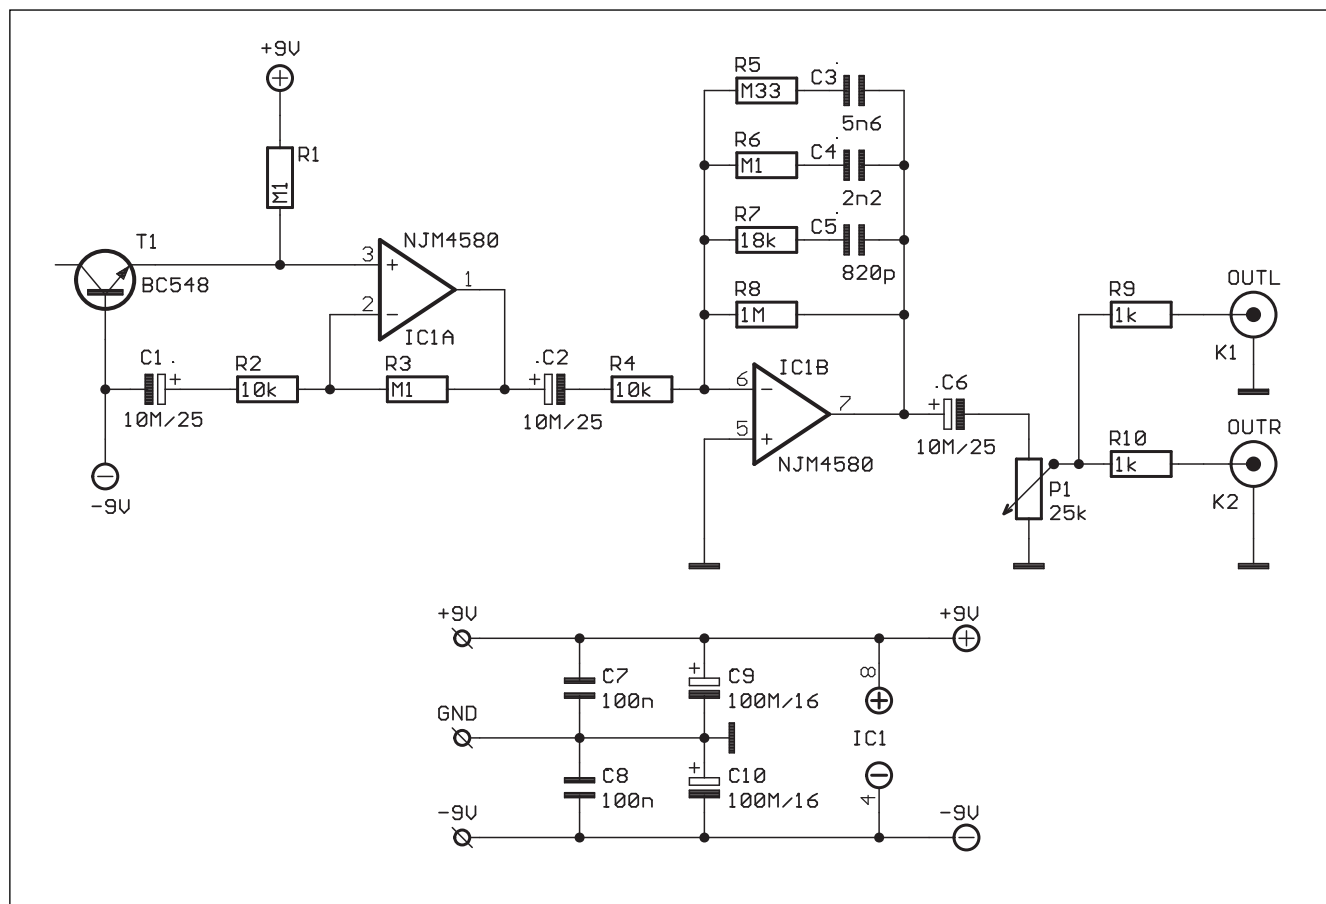 +9V
R1
M1
T1
BC548
NJM4580
3
+
1
2
-
IC1A
C1
+
10M/25
R2
10k
R3
M1
C2
+
10M/25
R4
10k
-9V
R5
M33
C3
5n6
R6
M1
C4
2n2
R7
18k
C5
820p
R8
1M
IC1B
6
-
7
5
+
NJM4580
.C6
+
10M/25
P1
25k
R9
1k
OUTL
K1
R10
1k
OUTR
K2
+9V
+9V
C7
100n
+
C9
100M/16
8
GND
IC1
C8
100n
+
C10
100M/16
4
-9V
-9V